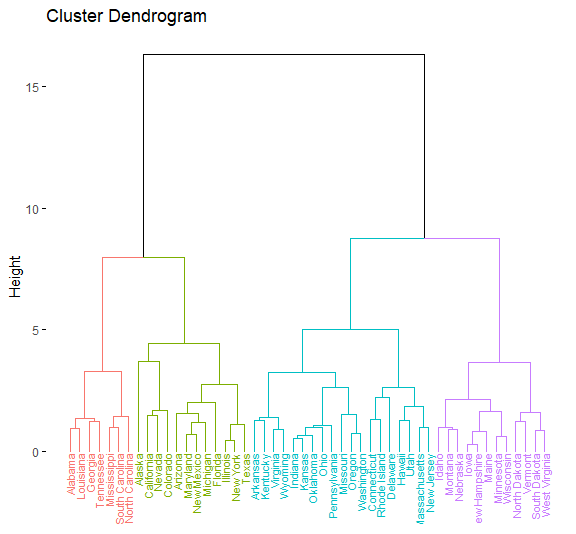 Cluster Dendrogram
15
10
5
0
Height
Alabama
Louisiana
Georgia
Tennessee
Mississippi
South Carolina
North Carolina
Alaska
California
Nevada
Colorado
Arizona
Maryland
New Mexico
Michigan
Florida
Illinois
New York
Texas
Arkansas
Kentucky
Virginia
Wyoming
Indiana
Kansas
Oklahoma
Ohio
Pennsylvania
Missouri
Oregon
Washington
Connecticut
Rhode Island
Delaware
Hawaii
Utah
Massachusetts
New Jersey
Idaho
Montana
Nebraska
Iowa
ew Hampshire
Maine
Minnesota
Wisconsin
North Dakota
Vermont
South Dakota
West Virginia